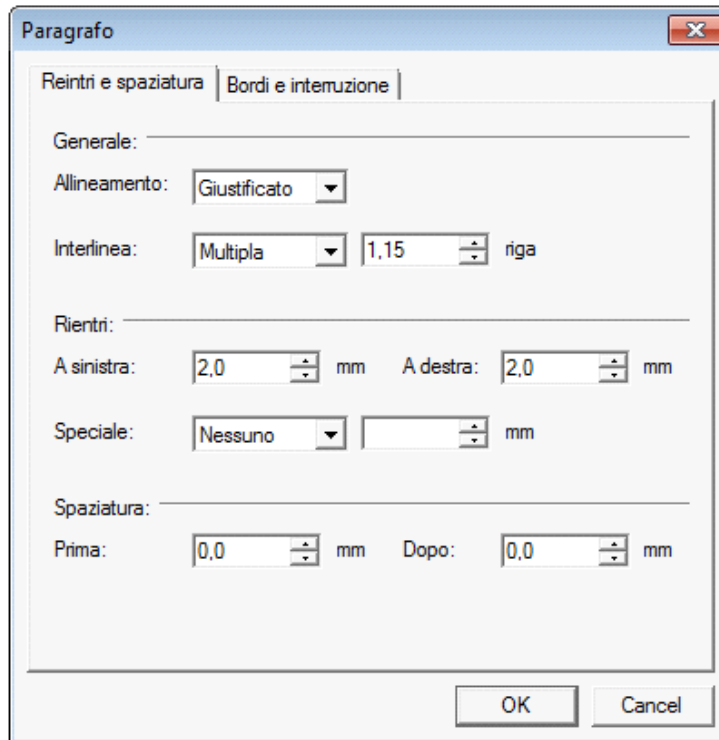 Paragrafo
Reintri e spaziatura Bordi e interruzione
Generale:
Allineamento: Giustificato
Interlinea: Multipla 1,15 riga
Rientri:
A sinistra: 2,0 mm A destra: 2,0 mm
Speciale: Nessuno mm
Spaziatura:
Prima: 0,0 mm Dopo: 0,0 mm
OK Cancel